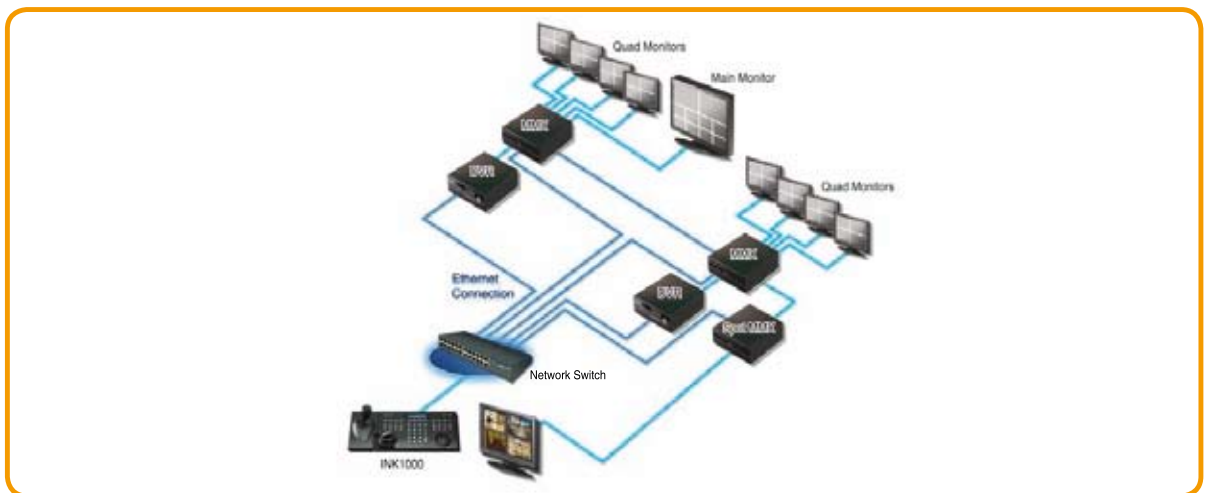 Quad Monitors
Main Monitor
MMX
DVR
Quad Monitors
MMX
Ethernet
Connection
DVR
Spot MMX
Network Switch
INK1000